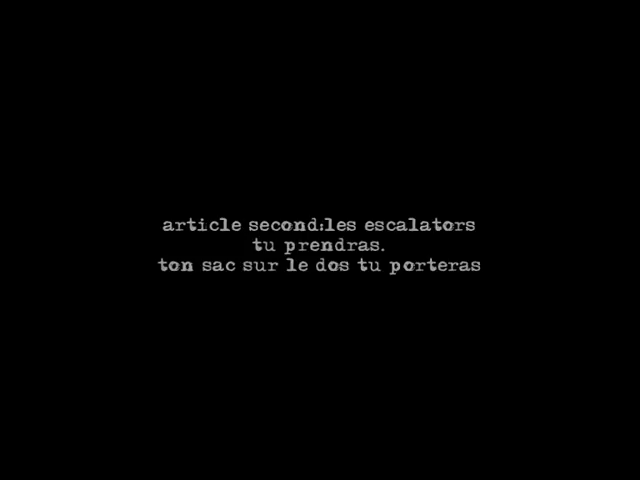 article second:les escalators
tu prendras.
ton sac sur le dos tu porteras